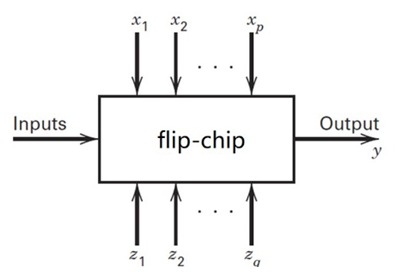 x1 x2 . . . xp
Inputs flip-chip Output
y
z1 z2 . . . zq